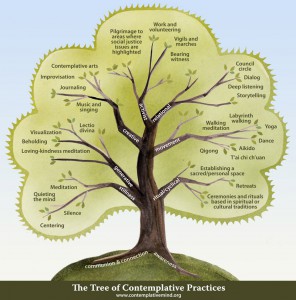 Work and
volunteering
Pilgrimage to
areas where
social justice
issues are
highlighted
Vigils and
marches
Bearing
witness
Contemplative arts
Improvisation
Journaling
Music and
singing
Council
circle
Dialog
Deep listening
Storytelling
activist
relational
creative
movement
Lectio
divina
Visualization
Beholding
Loving-kindness meditation
Labyrinth
walking
Walking
meditation
Yoga
Dance
Aikido
Qigong
T'ai chi ch'uan
generative
stillness
ritual/cyclical
Meditation
Quieting
the mind
Silence
Centering
Establishing a
sacred/personal space
Retreats
Ceremonies and rituals
based in spiritual or
cultural traditions
communion & connection
awareness
The Tree of Contemplative Practices
www.contemplativemind.org